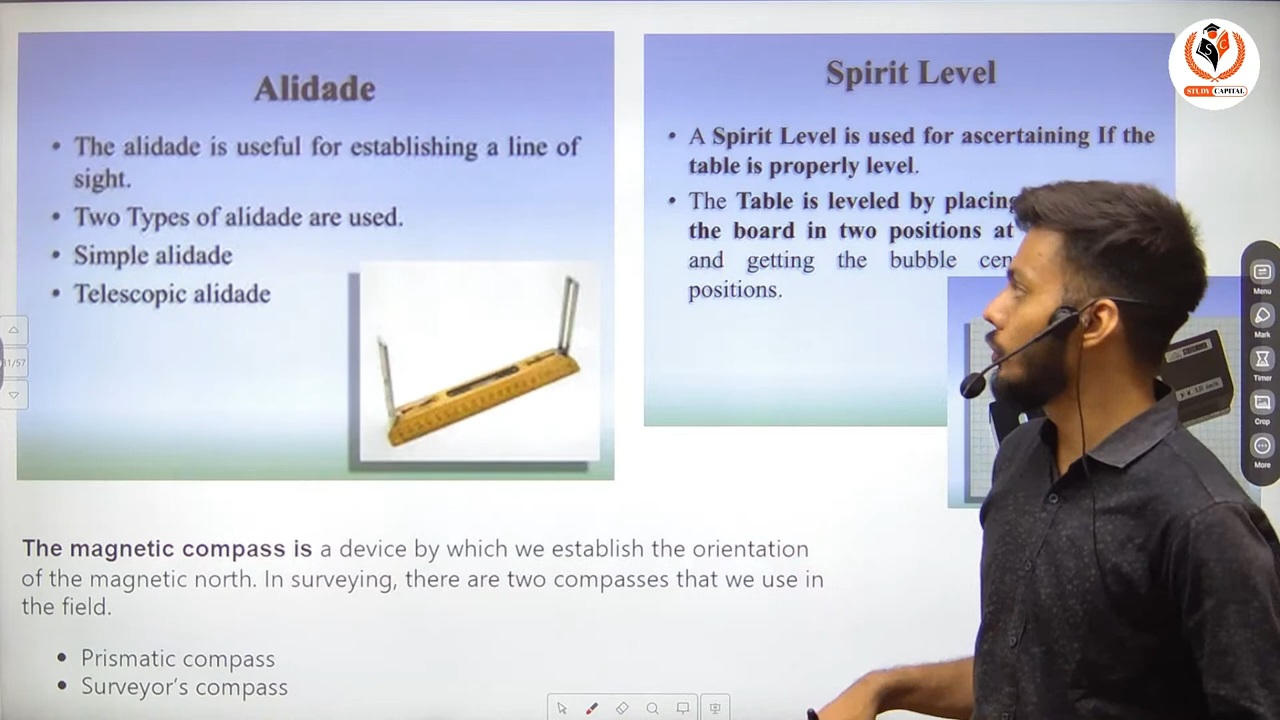 Alidade
• The alidade is useful for establishing a line of
sight.
• Two Types of alidade are used.
• Simple alidade
• Telescopic alidade
Spirit Level
• A Spirit Level is used for ascertaining If the
table is properly level.
• The Table is leveled by placing
the board in two positions at
and getting the bubble cen
positions.
The magnetic compass is a device by which we establish the orientation
of the magnetic north. In surveying, there are two compasses that we use in
the field.
• Prismatic compass
• Surveyor's compass
S C
STUDY CAPITAL
31/57
Menu
Mark
Timer
Crop
More